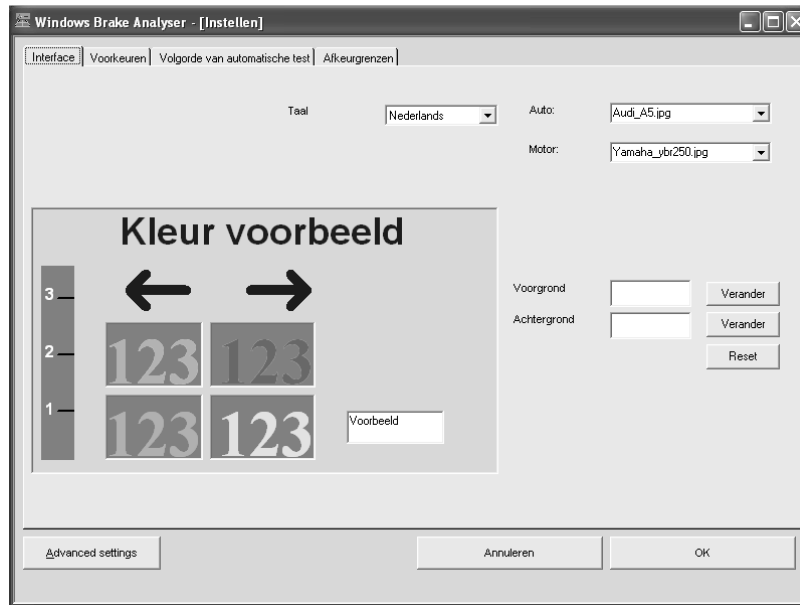 Windows Brake Analyser - [Instellen]
Interface Voorkeuren Volgorde van automatische test Afkeurgrenzen
Taal Nederlands Auto: Audi_A5.jpg
Motor: Yamaha_ybr250.jpg
Kleur voorbeeld
3
2 123 123
1 123 123
Voorbeeld
Voorgrond Verander
Achtergrond Verander
Reset
Advanced settings Annuleren OK